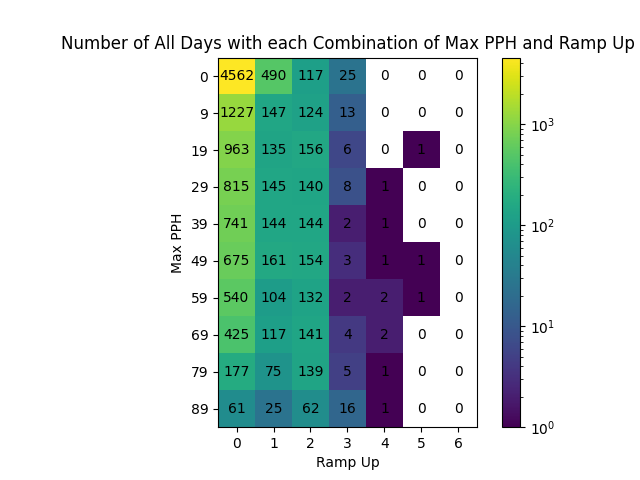 Number of All Days with each Combination of Max PPH and Ramp Up
0 4562 490 117 25 0 0 0
9 1227 147 124 13 0 0 0
19 963 135 156 6 0 1 0
29 815 145 140 8 1 0 0
39 741 144 144 2 1 0 0
49 675 161 154 3 1 1 0
59 540 104 132 2 2 1 0
69 425 117 141 4 2 0 0
79 177 75 139 5 1 0 0
89 61 25 62 16 1 0 0
0 1 2 3 4 5 6
Ramp Up
Max PPH
10³
10²
10¹
10⁰